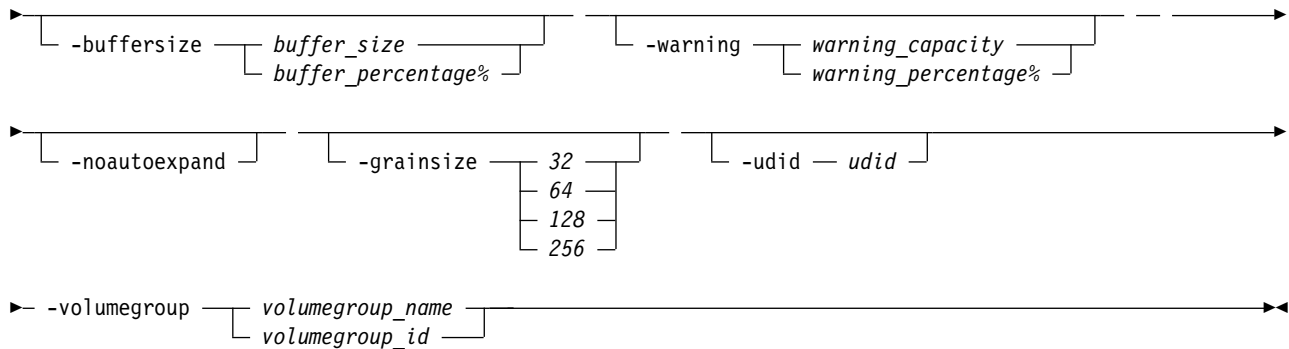 -buffersize buffer_size -warning warning_capacity
buffer_percentage% warning_percentage%
-noautoexpand -grainsize 32 -udid udid
64
128
256
-volumegroup volumegroup_name
volumegroup_id